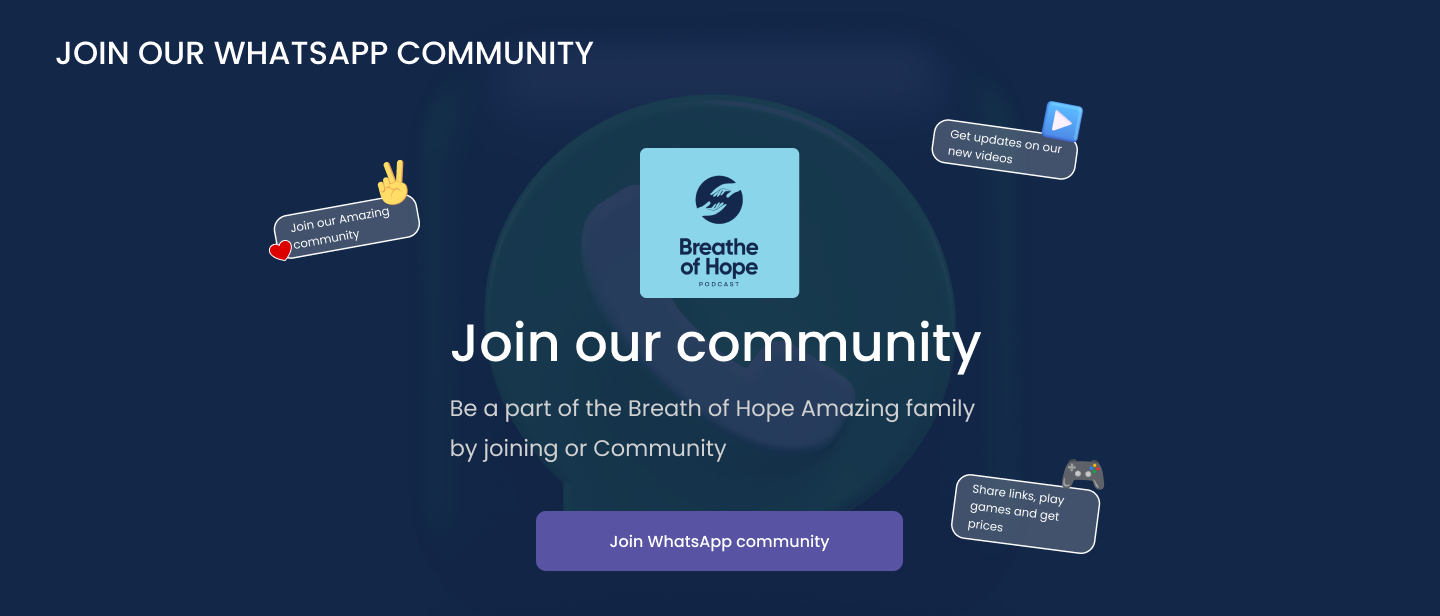 JOIN OUR WHATSAPP COMMUNITY
Get updates on our
new videos
Join our Amazing
community
Breathe
of Hope
PODCAST
Join our community
Be a part of the Breath of Hope Amazing family
by joining or Community
Share links, play
games and get
prices
Join WhatsApp community